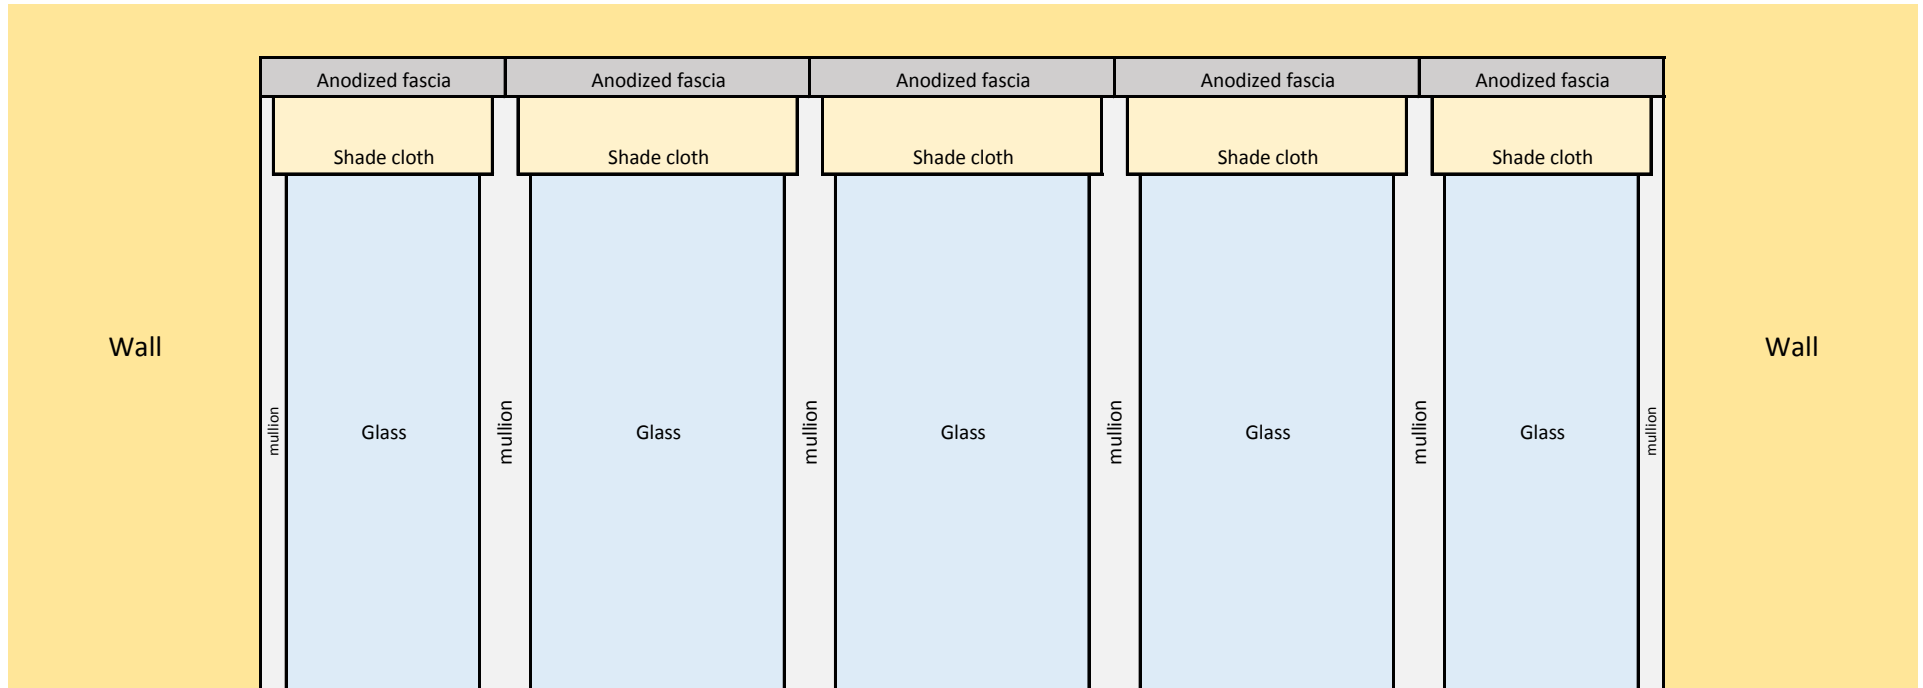 Anodized fascia
Anodized fascia
Anodized fascia
Anodized fascia
Anodized fascia
Shade cloth
Shade cloth
Shade cloth
Shade cloth
Shade cloth
Wall
Wall
mullion
Glass
mullion
Glass
mullion
Glass
mullion
Glass
mullion
Glass
mullion